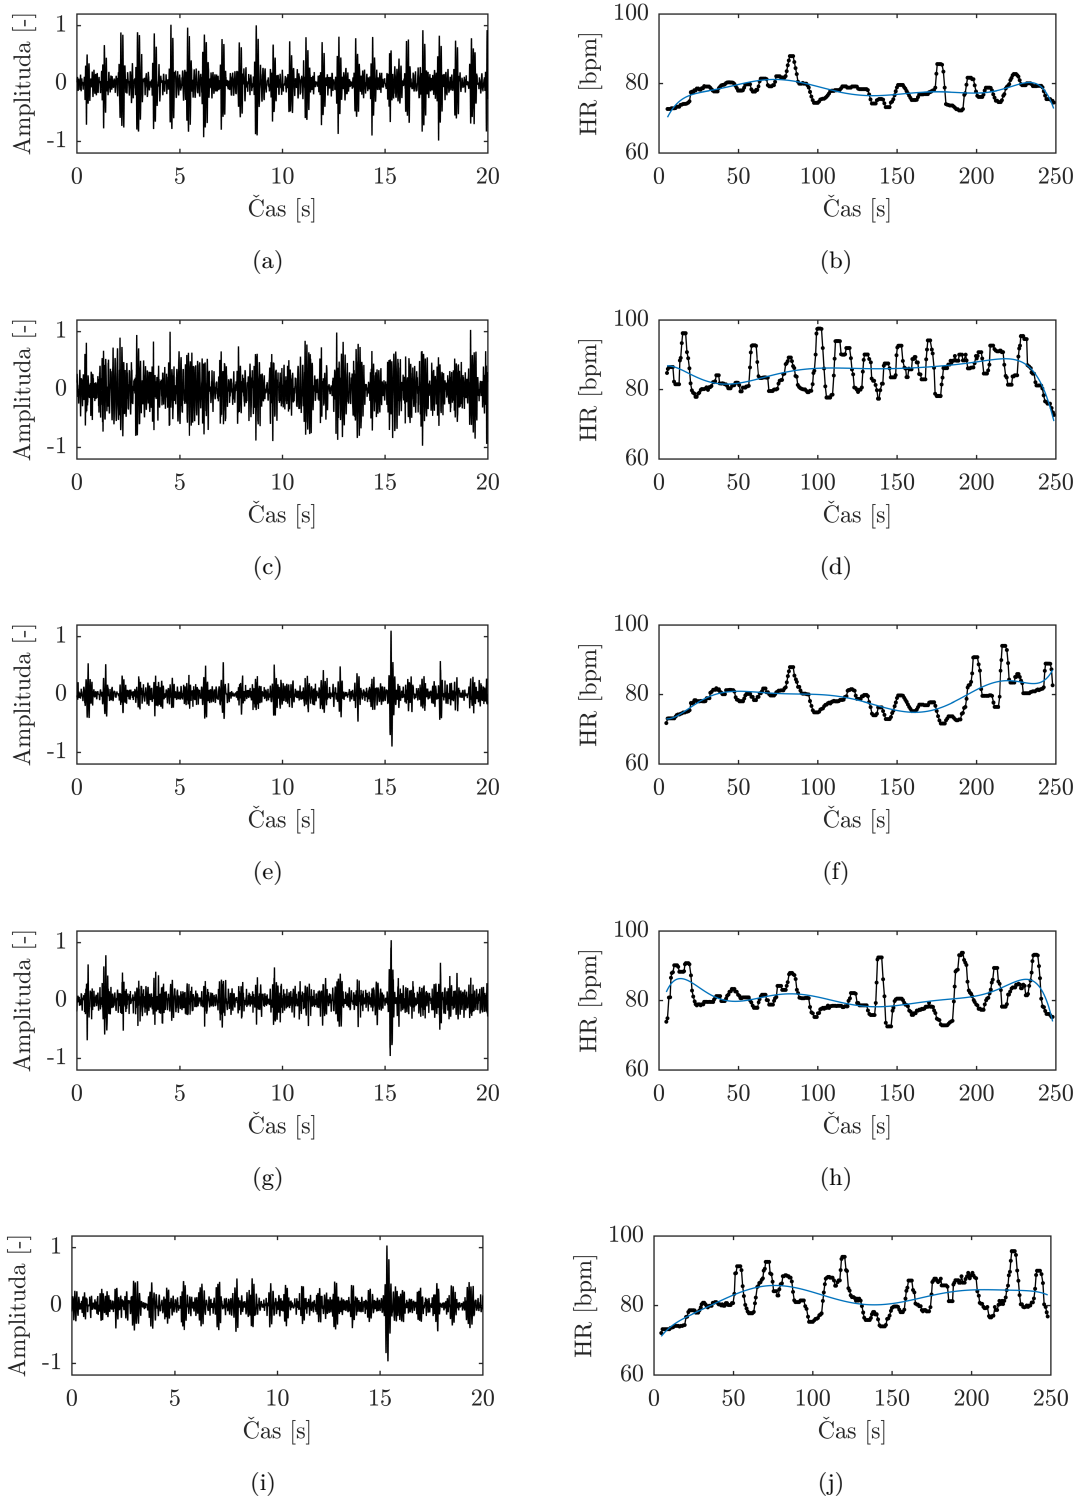 1
0
-1
Amplituda [-]
0 5 10 15 20
Čas [s]
(a)
100
80
60
HR [bpm]
0 50 100 150 200 250
Čas [s]
(b)
1
0
-1
Amplituda [-]
0 5 10 15 20
Čas [s]
(c)
100
80
60
HR [bpm]
0 50 100 150 200 250
Čas [s]
(d)
1
0
-1
Amplituda [-]
0 5 10 15 20
Čas [s]
(e)
100
80
60
HR [bpm]
0 50 100 150 200 250
Čas [s]
(f)
1
0
-1
Amplituda [-]
0 5 10 15 20
Čas [s]
(g)
100
80
60
HR [bpm]
0 50 100 150 200 250
Čas [s]
(h)
1
0
-1
Amplituda [-]
0 5 10 15 20
Čas [s]
(i)
100
80
60
HR [bpm]
0 50 100 150 200 250
Čas [s]
(j)